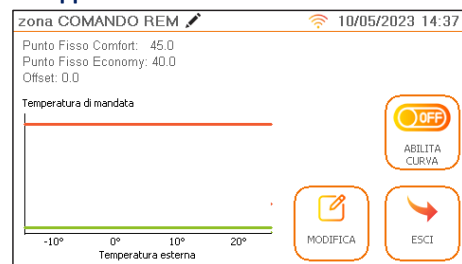 zona COMANDO REM
10/05/2023 14:37
Punto Fisso Comfort: 45.0
Punto Fisso Economy: 40.0
Offset: 0.0
Temperatura di mandata
OFF
ABILITA
CURVA
-10° 0° 10° 20°
Temperatura esterna
MODIFICA
ESCI